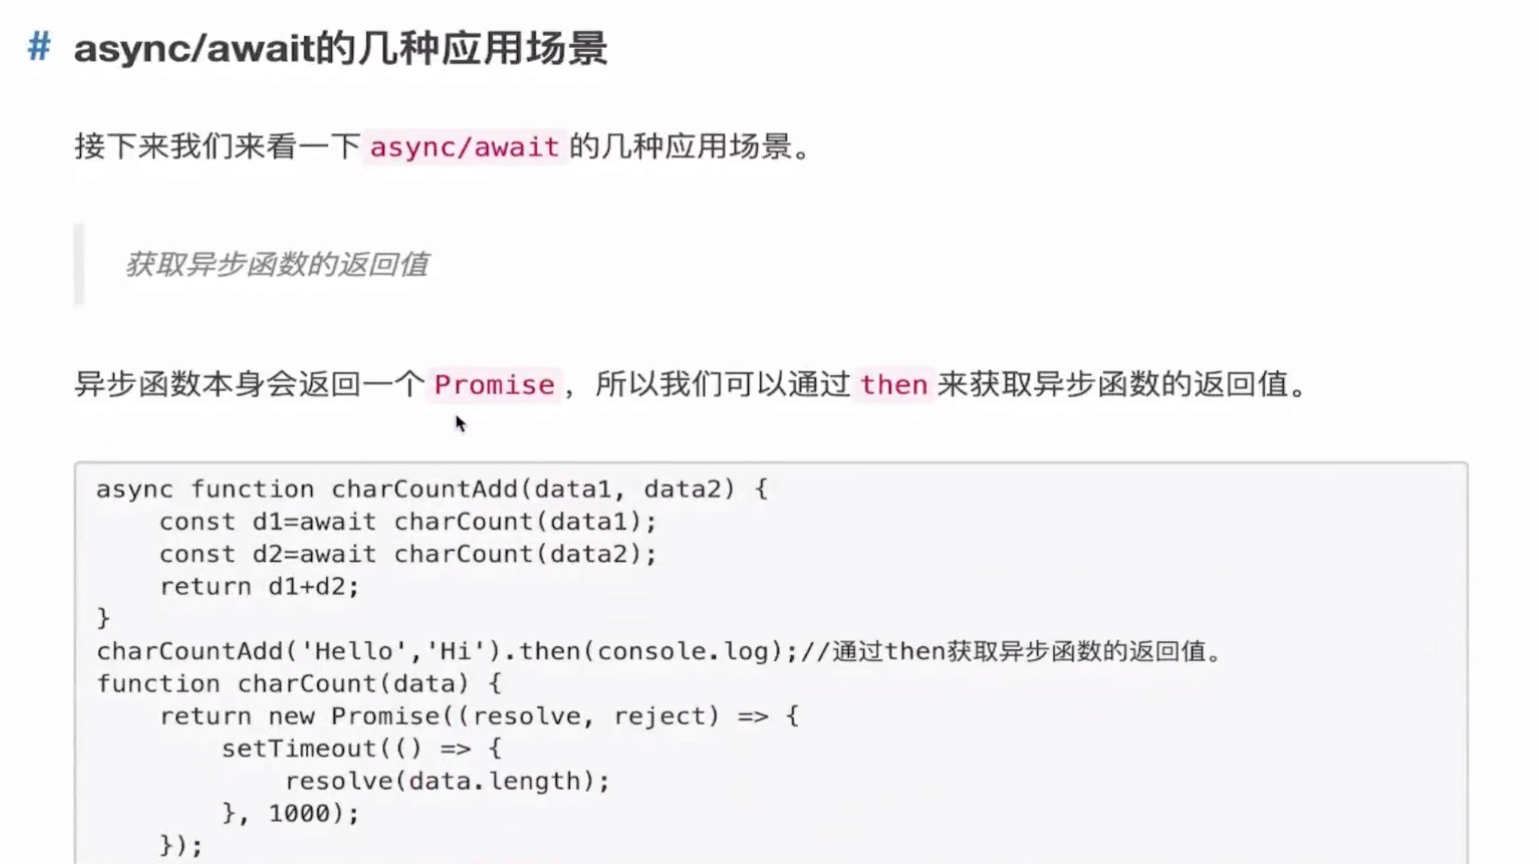 # async/await的几种应用场景
接下来我们来看一下 async/await 的几种应用场景。
获取异步函数的返回值
异步函数本身会返回一个 Promise，所以我们可以通过 then 来获取异步函数的返回值。
async function charCountAdd(data1, data2) {
    const d1=await charCount(data1);
    const d2=await charCount(data2);
    return d1+d2;
}
charCountAdd('Hello','Hi').then(console.log);//通过then获取异步函数的返回值。
function charCount(data) {
    return new Promise((resolve, reject) => {
        setTimeout(() => {
            resolve(data.length);
        }, 1000);
    });